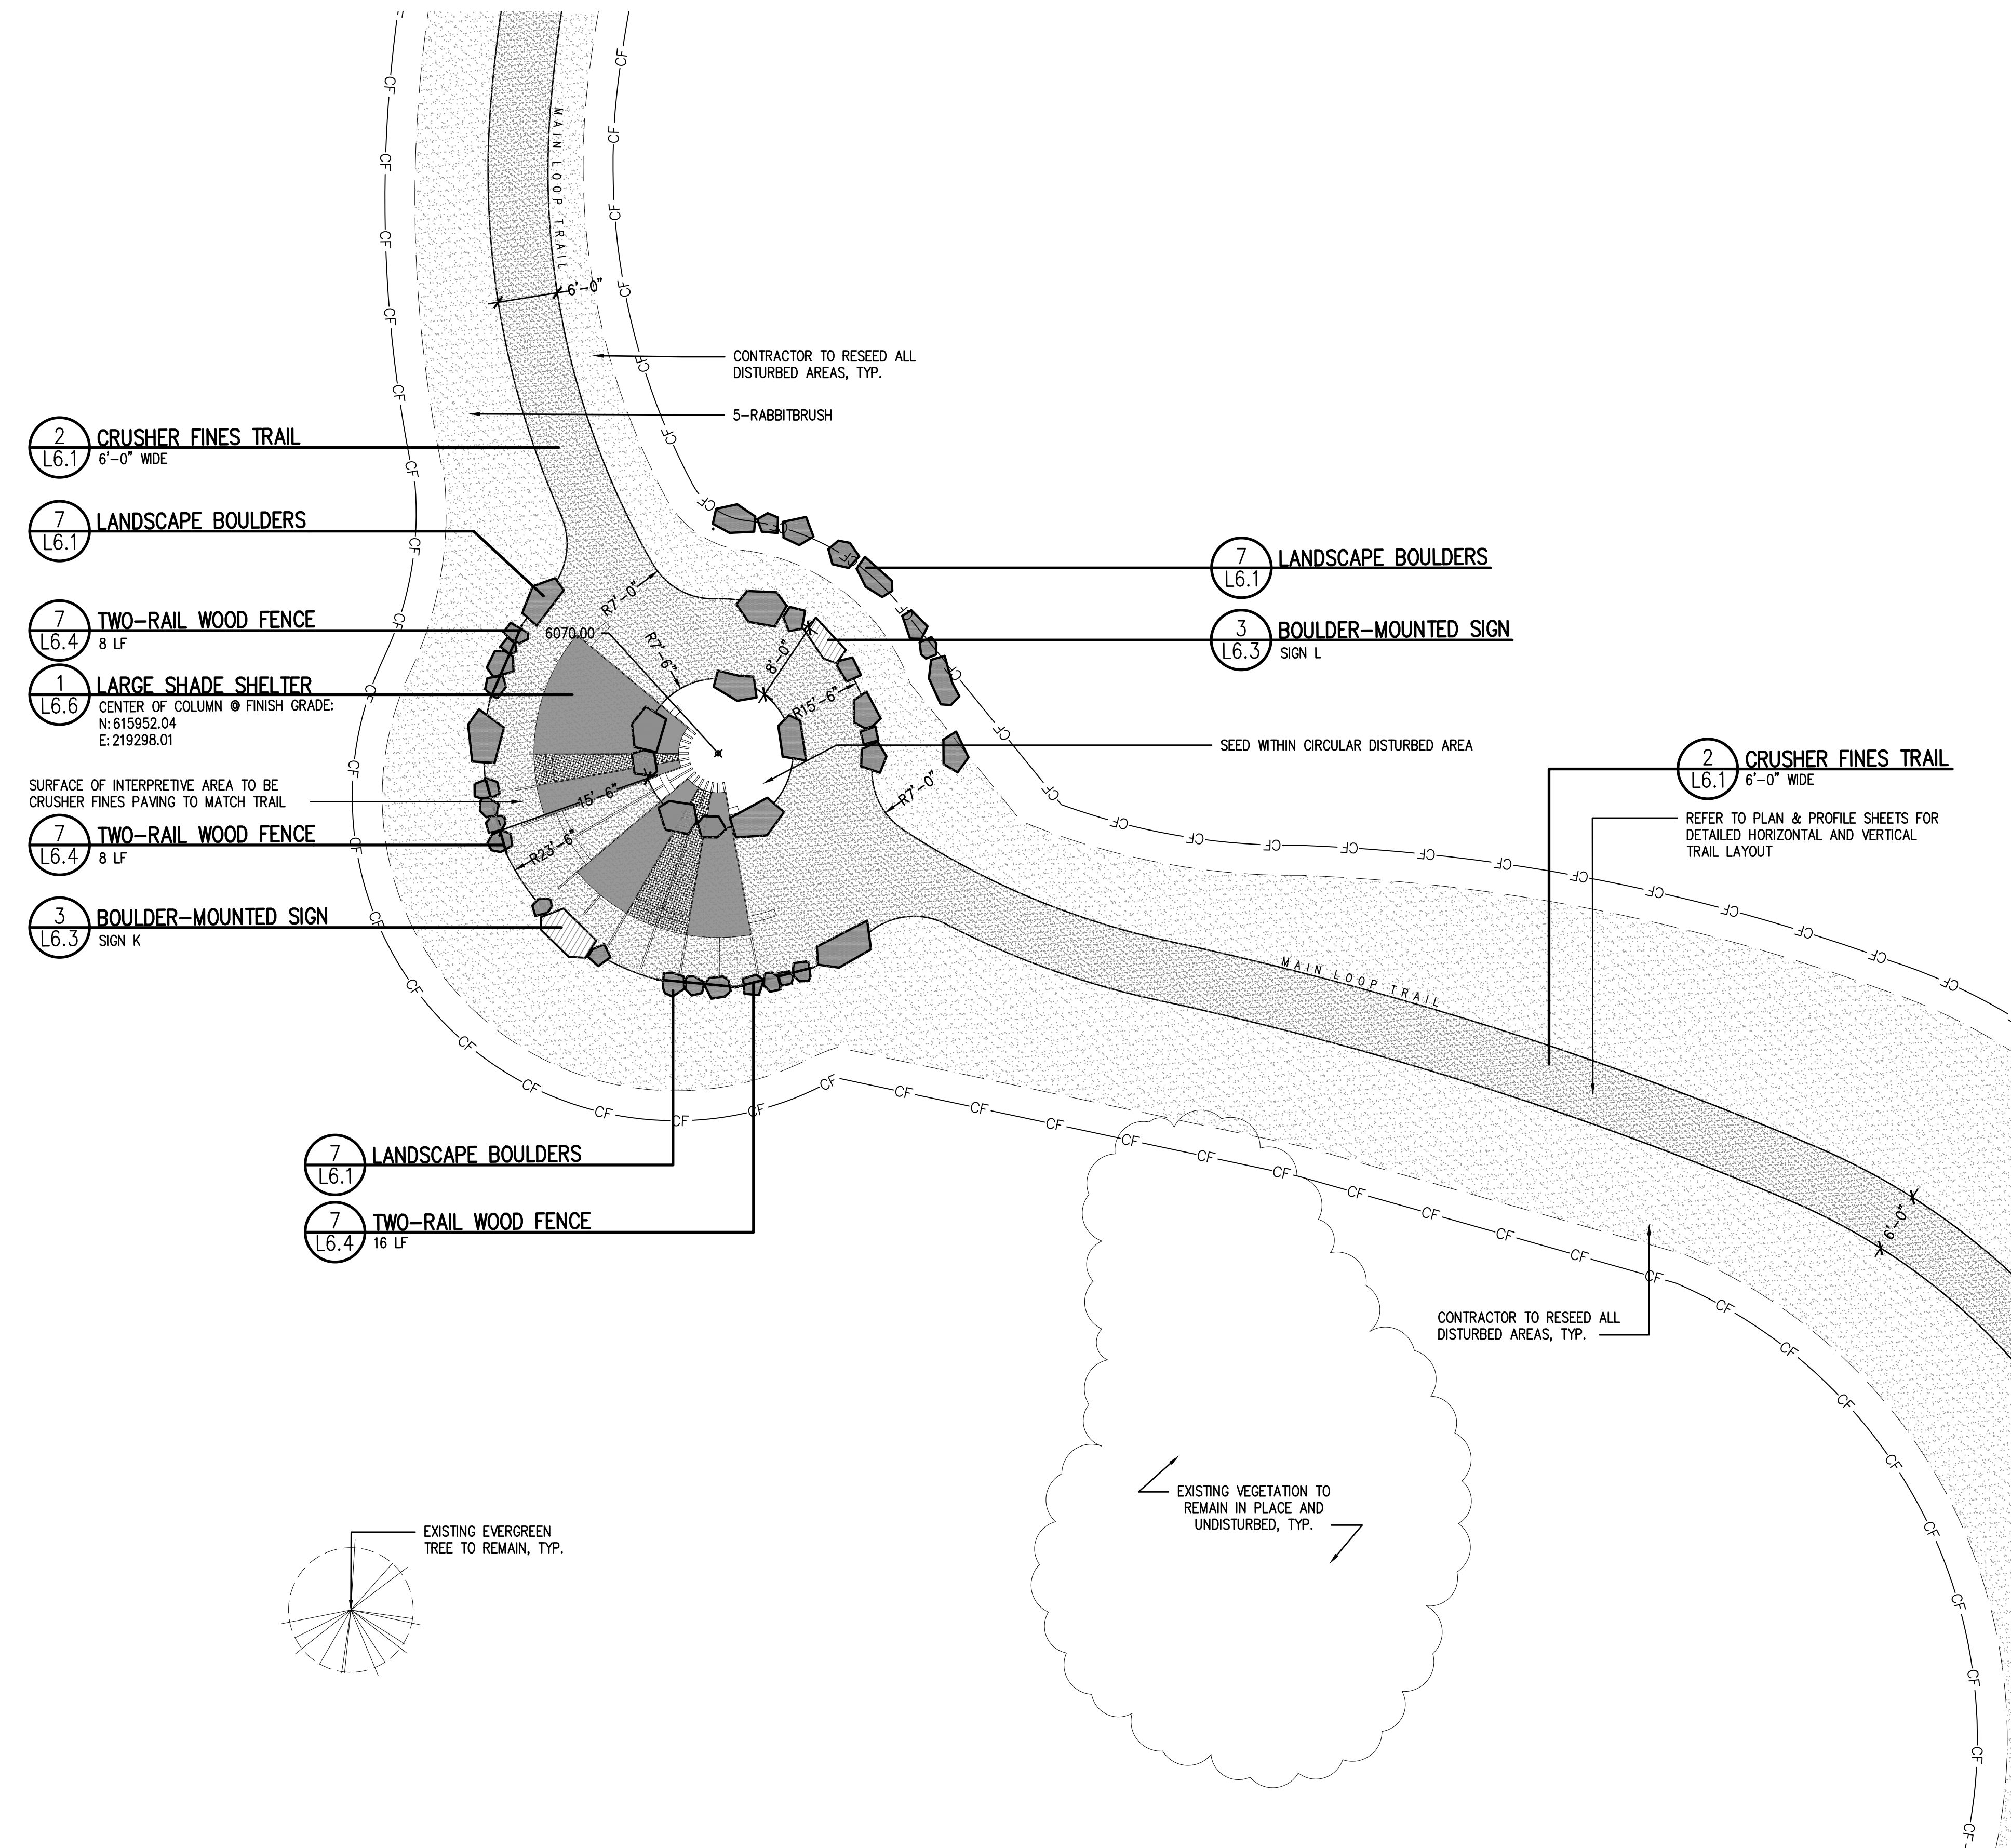 MAIN LOOP TRAIL
6'-0"
CONTRACTOR TO RESEED ALL
DISTURBED AREAS, TYP.
5-RABBITBRUSH
2
L6.1
CRUSHER FINES TRAIL
6'-0" WIDE
7
L6.1
LANDSCAPE BOULDERS
7
L6.4
TWO-RAIL WOOD FENCE
8 LF
1
L6.6
LARGE SHADE SHELTER
CENTER OF COLUMN @ FINISH GRADE:
N: 615952.04
E: 219298.01
SURFACE OF INTERPRETIVE AREA TO BE
CRUSHER FINES PAVING TO MATCH TRAIL
7
L6.4
TWO-RAIL WOOD FENCE
8 LF
3
L6.3
BOULDER-MOUNTED SIGN
SIGN K
R7'-0"
6070.00
R7'-6"
8'-0"
R15'-6"
15'-6"
R23'-6"
R7'-0"
7
L6.1
LANDSCAPE BOULDERS
3
L6.3
BOULDER-MOUNTED SIGN
SIGN L
SEED WITHIN CIRCULAR DISTURBED AREA
2
L6.1
CRUSHER FINES TRAIL
6'-0" WIDE
REFER TO PLAN & PROFILE SHEETS FOR
DETAILED HORIZONTAL AND VERTICAL
TRAIL LAYOUT
MAIN LOOP TRAIL
6'-0"
7
L6.1
LANDSCAPE BOULDERS
7
L6.4
TWO-RAIL WOOD FENCE
16 LF
CONTRACTOR TO RESEED ALL
DISTURBED AREAS, TYP.
EXISTING VEGETATION TO
REMAIN IN PLACE AND
UNDISTURBED, TYP.
EXISTING EVERGREEN
TREE TO REMAIN, TYP.
CF